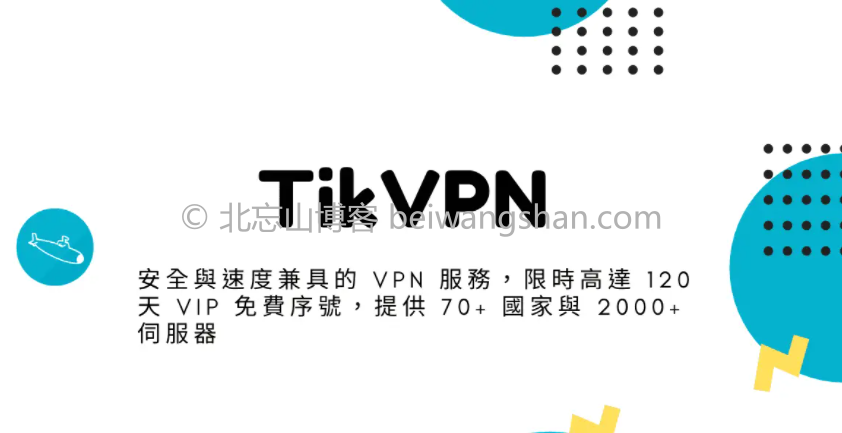 TikVPN
© 北忘山博客 beiwangshan.com
安全與速度兼具的 VPN 服務，限時高達 120
天 VIP 免費序號，提供 70+ 國家與 2000+
伺服器